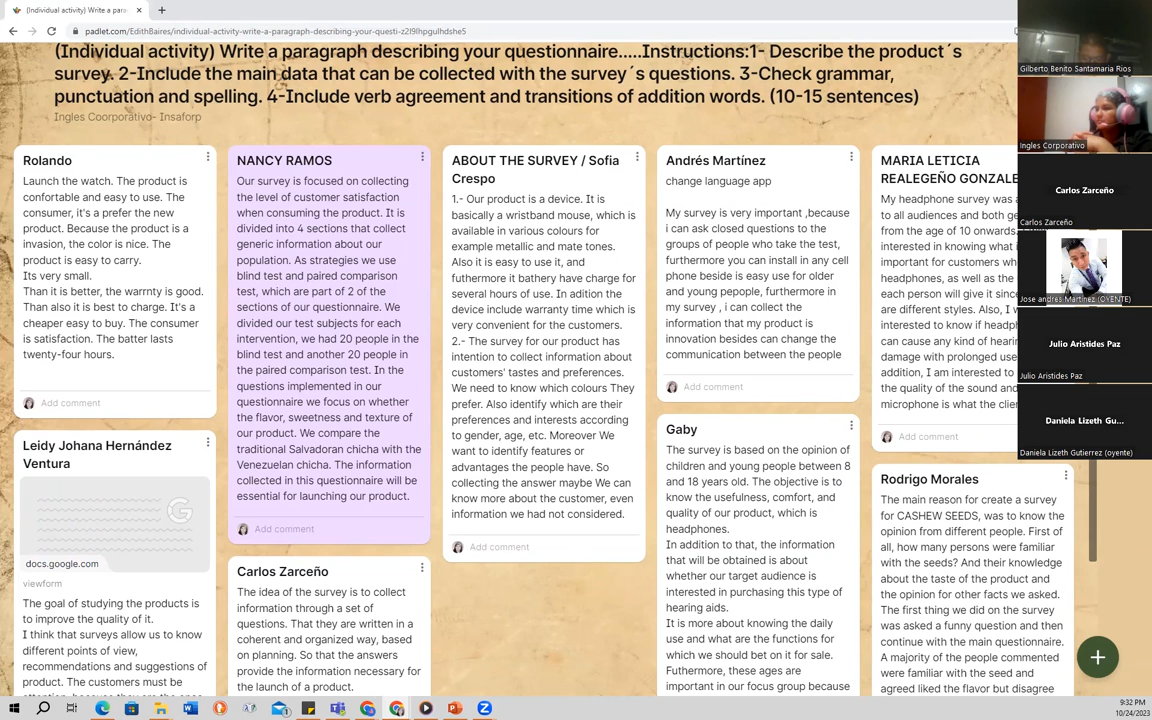 (Individual activity) Write a para
padlet.com/EdithBaires/individual-activity-write-a-paragraph-describing-your-questi-z2l9lhpgulhdshe5
(Individual activity) Write a paragraph describing your questionnaire.....Instructions:1- Describe the product´s
survey. 2-Include the main data that can be collected with the survey´s questions. 3-Check grammar,
punctuation and spelling. 4-Include verb agreement and transitions of addition words. (10-15 sentences)
Ingles Coorporativo- Insaforp
Rolando
Launch the watch. The product is
confortable and easy to use. The
consumer, it's a prefer the new
product. Because the product is a
invasion, the color is nice. The
product is easy to carry.
Its very small.
Than it is better, the warrnty is good.
Than also it is best to charge. It's a
cheaper easy to buy. The consumer
is satisfaction. The batter lasts
twenty-four hours.
Add comment
Leidy Johana Hernández
Ventura
docs.google.com
viewform
The goal of studying the products is
to improve the quality of it.
I think that surveys allow us to know
different points of view,
recommendations and suggestions of
product. The customers must be
NANCY RAMOS
Our survey is focused on collecting
the level of customer satisfaction
when consuming the product. It is
divided into 4 sections that collect
generic information about our
population. As strategies we use
blind test and paired comparison
test, which are part of 2 of the
sections of our questionnaire. We
divided our test subjects for each
intervention, we had 20 people in the
blind test and another 20 people in
the paired comparison test. In the
questions implemented in our
questionnaire we focus on whether
the flavor, sweetness and texture of
our product. We compare the
traditional Salvadoran chicha with the
Venezuelan chicha. The information
collected in this questionnaire will be
essential for launching our product.
Add comment
Carlos Zarceño
The idea of the survey is to collect
information through a set of
questions. That they are written in a
coherent and organized way, based
on planning. So that the answers
provide the information necessary for
the launch of a product.
ABOUT THE SURVEY / Sofia
Crespo
1.- Our product is a device. It is
basically a wristband mouse, which is
available in various colours for
example metallic and mate tones.
Also it is easy to use it, and
futhermore it bathery have charge for
several hours of use. In adition the
device include warranty time which is
very convenient for the customers.
2.- The survey for our product has
intention to collect information about
customers' tastes and preferences.
We need to know which colours They
prefer. Also identify which are their
preferences and interests according
to gender, age, etc. Moreover We
want to identify features or
advantages the people have. So
collecting the answer maybe We can
know more about the customer, even
information we had not considered.
Add comment
Andrés Martínez
change language app
My survey is very important ,because
i can ask closed questions to the
groups of people who take the test,
furthermore you can install in any cell
phone beside is easy use for older
and young pepople, furthermore in
my survey , i can collect the
information that my product is
innovation besides can change the
communication between the people
Add comment
Gaby
The survey is based on the opinion of
children and young people between 8
and 18 years old. The objective is to
know the usefulness, comfort, and
quality of our product, which is
headphones.
In addition to that, the information
that will be obtained is about
whether our target audience is
interested in purchasing this type of
hearing aids.
It is more about knowing the daily
use and what are the functions for
which we should bet on it for sale.
Futhermore, these ages are
important in our focus group because
MARIA LETICIA
REALEGEÑO GONZALE
My headphone survey was a
to all audiences and both ge
from the age of 10 onwards.
interested in knowing what i
important for customers wh
headphones, as well as the
each person will give it since
are different styles. Also, I w
interested to know if headp
can cause any kind of hearin
damage with prolonged use
addition, I am interested to
the quality of the sound and
microphone is what the clien
Add comment
Rodrigo Morales
The main reason for create a survey
for CASHEW SEEDS, was to know the
opinion from different people. First of
all, how many persons were familiar
with the seeds? And their knowledge
about the taste of the product and
the opinion for other facts we asked.
The first thing we did on the survey
was asked a funny question and then
continue with the main questionnaire.
A majority of the people commented
were familiar with the seed and
agreed liked the flavor but disagree
Gilberto Benito Santamaria Rios
Ingles Corporativo
Carlos Zarceño
Carlos Zarceño
Jose andres Martinez (OYENTE)
Julio Aristides Paz
Julio Aristides Paz
Daniela Lizeth Gu...
Daniela Lizeth Gutierrez (oyente)
9:32 PM
10/24/2023